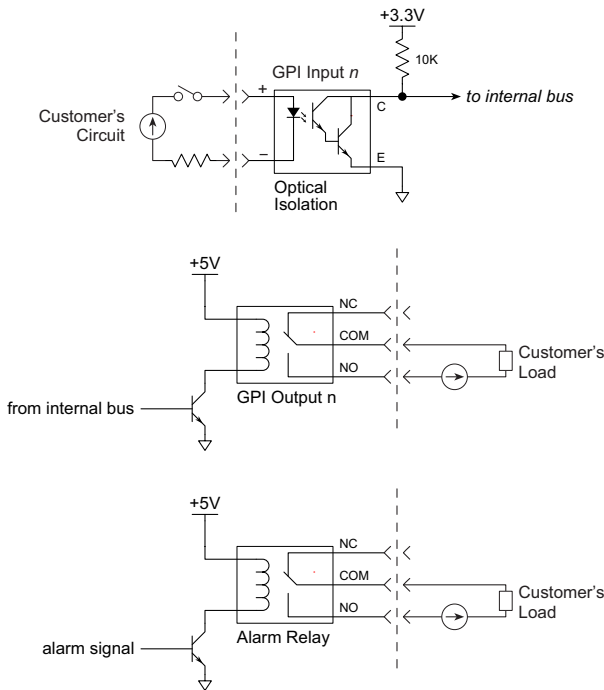 +3.3V
GPI Input n
10K
+
C
to internal bus
Customer's
Circuit
–
E
Optical
Isolation
+5V
NC
COM
NO
Customer's
Load
GPI Output n
from internal bus
+5V
NC
COM
NO
Customer's
Load
Alarm Relay
alarm signal